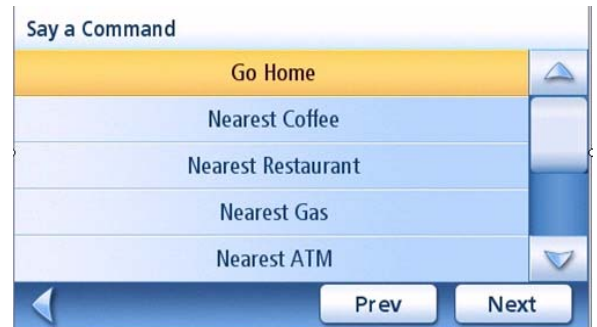 Say a Command
Go Home
Nearest Coffee
Nearest Restaurant
Nearest Gas
Nearest ATM
Prev Next